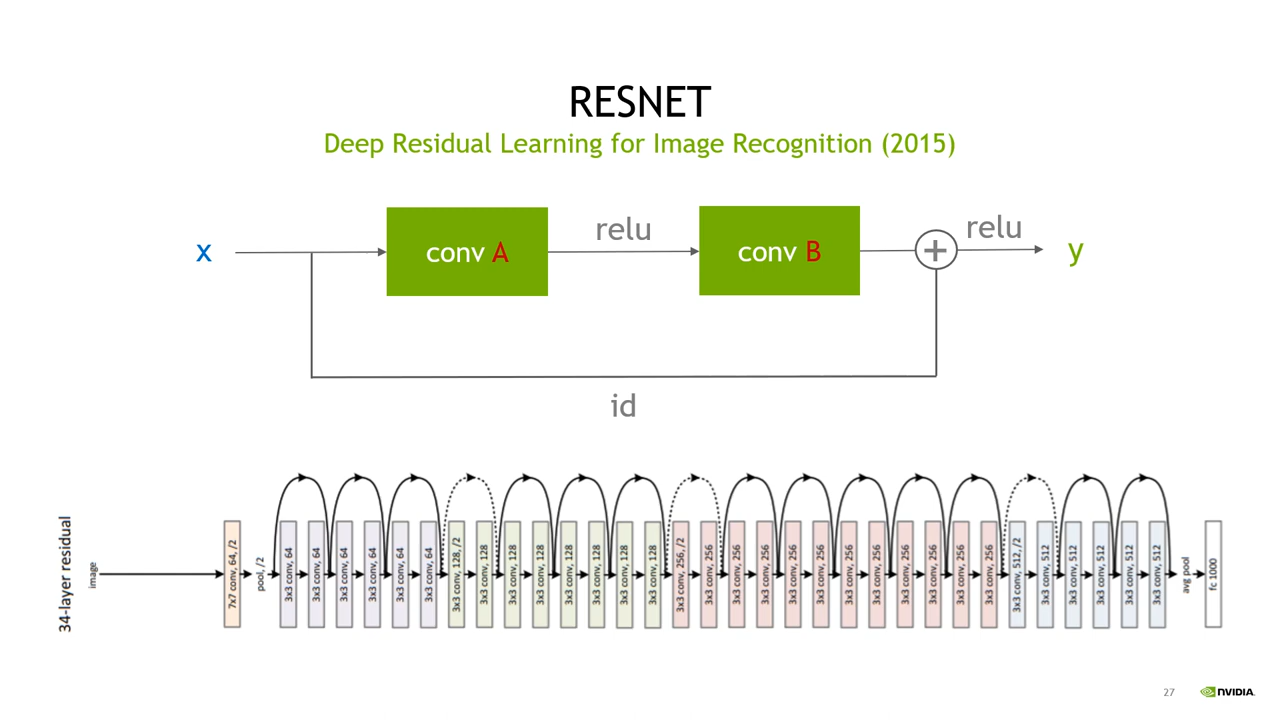 RESNET
Deep Residual Learning for Image Recognition (2015)
x
conv A
relu
conv B
+
relu
y
id
34-layer residual
image
7x7 conv, 64, /2
pool, /2
3x3 conv, 64
3x3 conv, 64
3x3 conv, 64
3x3 conv, 64
3x3 conv, 64
3x3 conv, 64
3x3 conv, 128, /2
3x3 conv, 128
3x3 conv, 128
3x3 conv, 128
3x3 conv, 128
3x3 conv, 128
3x3 conv, 128
3x3 conv, 128
3x3 conv, 256, /2
3x3 conv, 256
3x3 conv, 256
3x3 conv, 256
3x3 conv, 256
3x3 conv, 256
3x3 conv, 256
3x3 conv, 256
3x3 conv, 256
3x3 conv, 256
3x3 conv, 256
3x3 conv, 256
3x3 conv, 512, /2
3x3 conv, 512
3x3 conv, 512
3x3 conv, 512
3x3 conv, 512
3x3 conv, 512
avg pool
fc 1000
27
NVIDIA.